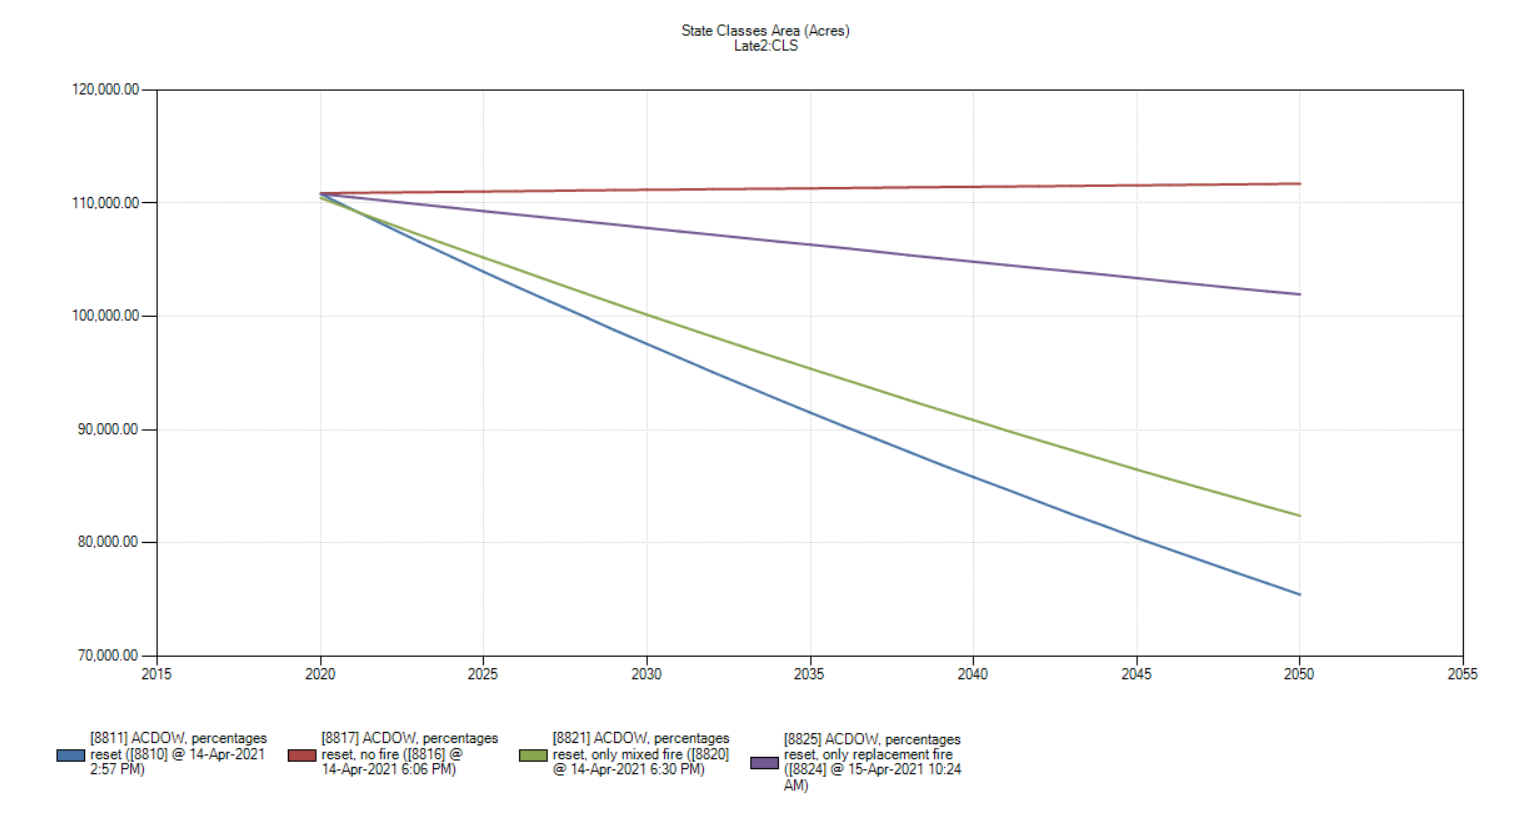 State Classes Area (Acres)
Late2:CLS
120,000.00
110,000.00
100,000.00
90,000.00
80,000.00
70,000.00
2015
2020
2025
2030
2035
2040
2045
2050
2055
[8811] ACDOW, percentages
reset ([8810] @ 14-Apr-2021
2:57 PM)
[8817] ACDOW, percentages
reset, no fire ([8816] @
14-Apr-2021 6:06 PM)
[8821] ACDOW, percentages
reset, only mixed fire ([8820]
@ 14-Apr-2021 6:30 PM)
[8825] ACDOW, percentages
reset, only replacement fire
([8824] @ 15-Apr-2021 10:24
AM)